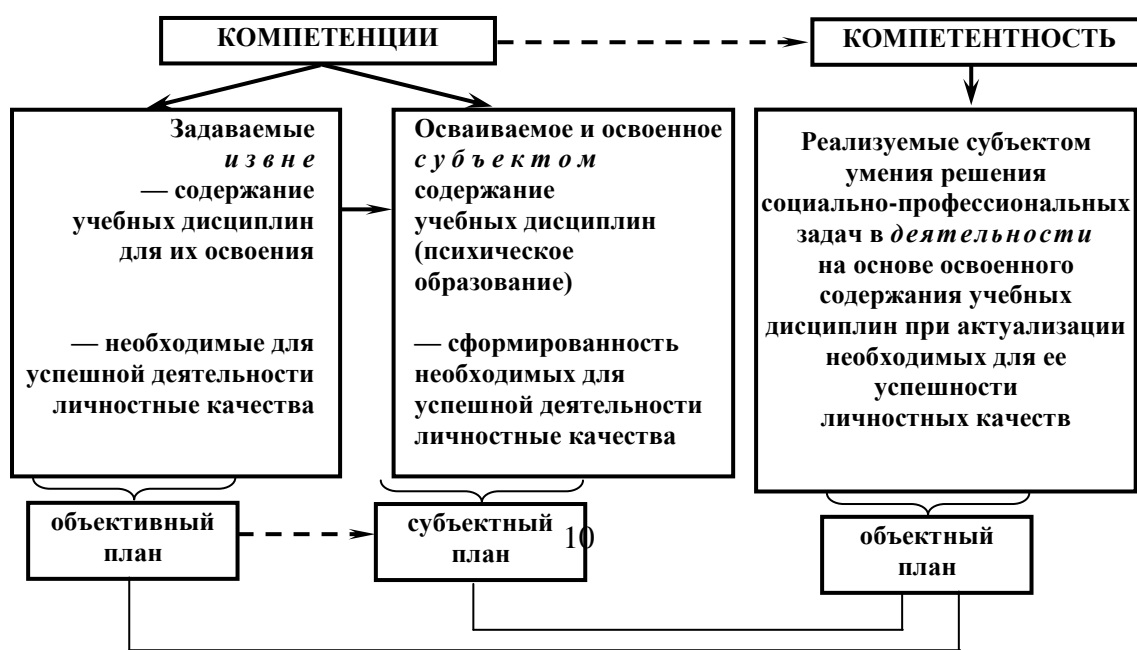 КОМПЕТЕНЦИИ
КОМПЕТЕНТНОСТЬ
Задаваемые
извне
— содержание
учебных дисциплин
для их освоения
— необходимые для
успешной деятельности
личностные качества
Осваиваемое и освоенное
субъектом
содержание
учебных дисциплин
(психическое
образование)
— сформированность
необходимых для
успешной деятельности
личностные качества
Реализуемые субъектом
умения решения
социально-профессиональных
задач в деятельности
на основе освоенного
содержания учебных
дисциплин при актуализации
необходимых для ее
успешности
личностных качеств
объективный
план
субъектный
план
10
объектный
план